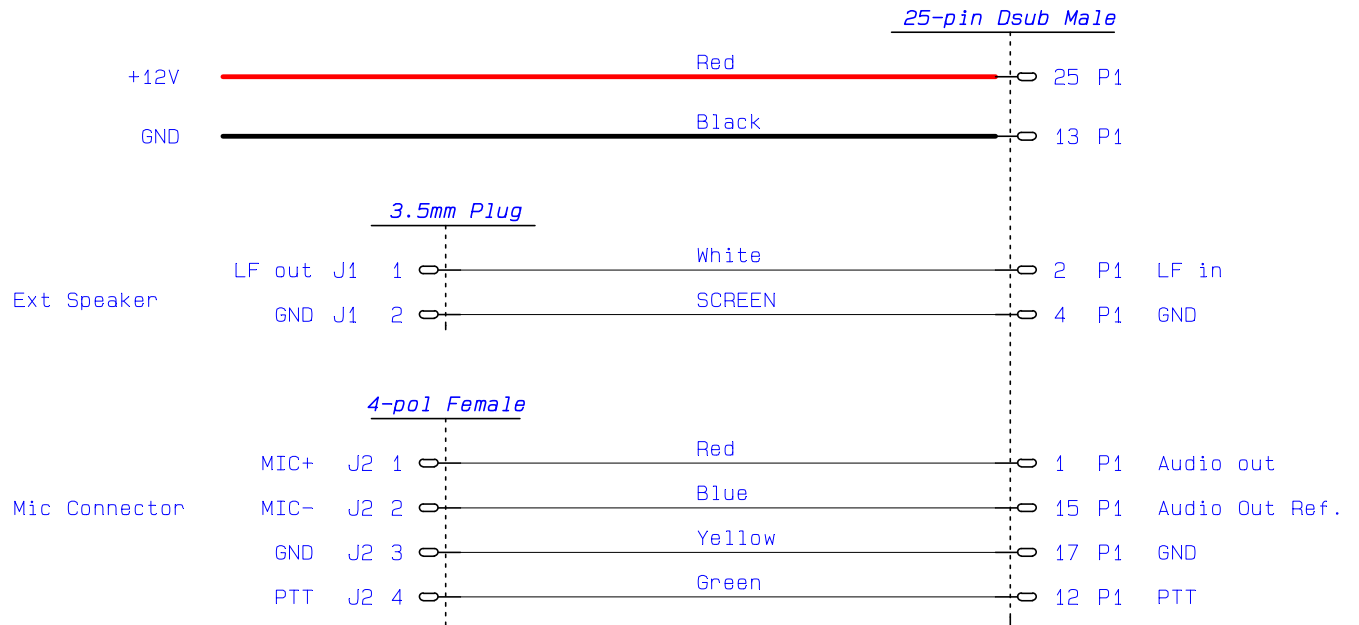 25-pin Dsub Male
Red
+12V 25 P1
Black
GND 13 P1
3.5mm Plug
White
LF out J1 1 2 P1 LF in
Ext Speaker
SCREEN
GND J1 2 4 P1 GND
4-pol Female
Red
MIC+ J2 1 1 P1 Audio out
Blue
Mic Connector MIC- J2 2 15 P1 Audio Out Ref.
Yellow
GND J2 3 17 P1 GND
Green
PTT J2 4 12 P1 PTT